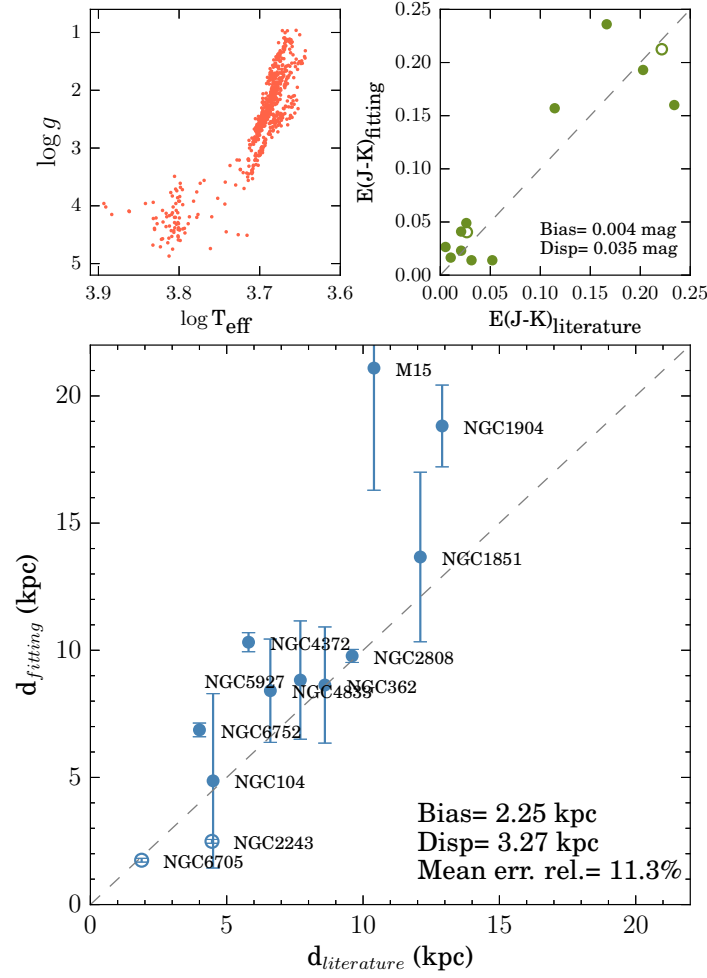 1
2
3
4
5
log g
3.9 3.8 3.7 3.6
log T_eff
0.25
0.20
0.15
0.10
0.05
0.00
E(J-K)_fitting
Bias= 0.004 mag
Disp= 0.035 mag
0.00 0.05 0.10 0.15 0.20 0.25
E(J-K)_literature
20
15
10
5
0
d_fitting (kpc)
M15
NGC1904
NGC1851
NGC4372
NGC2808
NGC5927
NGC4833
NGC362
NGC6752
NGC104
NGC2243
NGC6705
Bias= 2.25 kpc
Disp= 3.27 kpc
Mean err. rel.= 11.3%
0 5 10 15 20
d_literature (kpc)